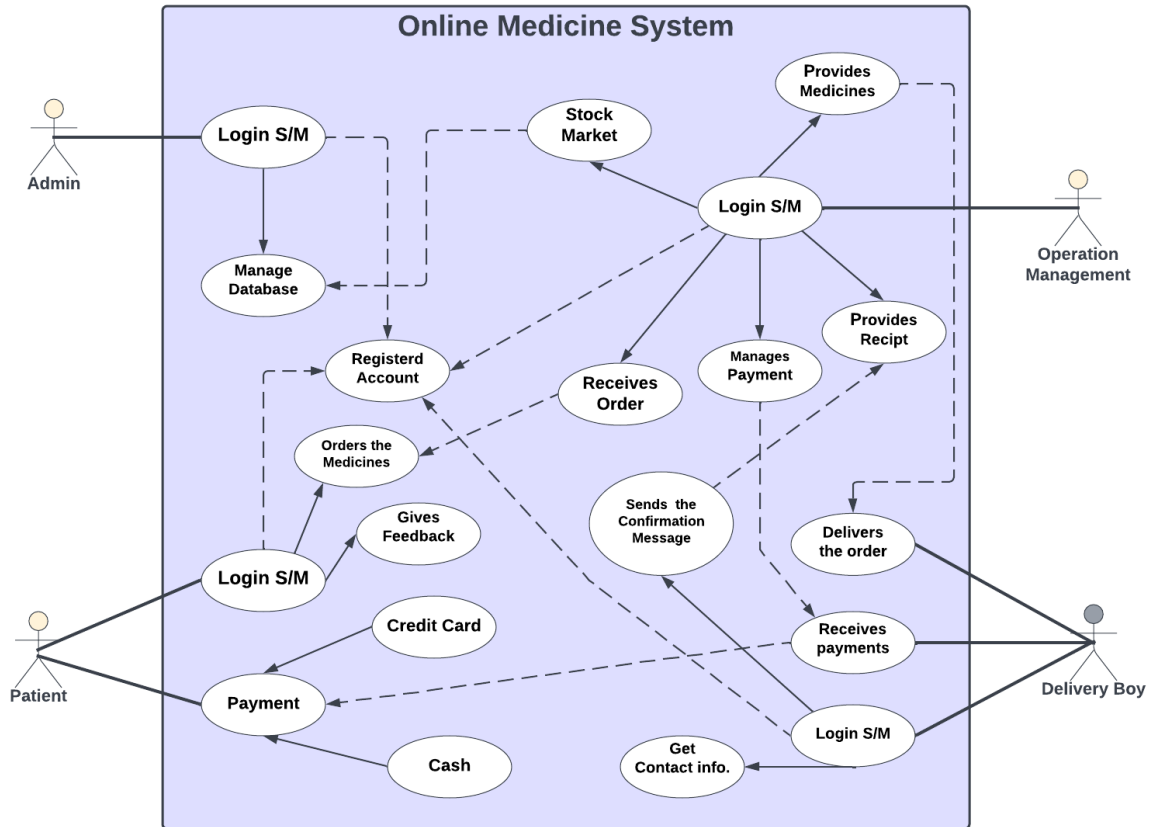 Online Medicine System
Provides
Medicines
Stock
Market
Login S/M
Admin
Login S/M
Operation
Management
Manage
Database
Provides
Recipt
Registerd
Account
Manages
Payment
Receives
Order
Orders the
Medicines
Sends the
Confirmation
Message
Gives
Feedback
Delivers
the order
Login S/M
Credit Card
Receives
payments
Patient
Delivery Boy
Payment
Login S/M
Cash
Get
Contact info.